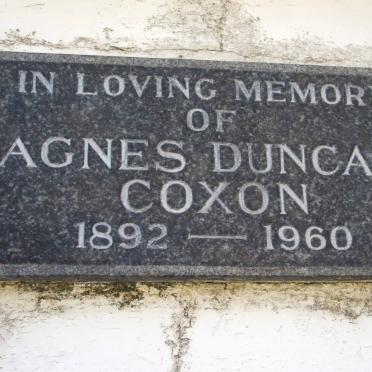 IN LOVING MEMOR
OF
AGNES DUNCA
COXON
1892 — 1960